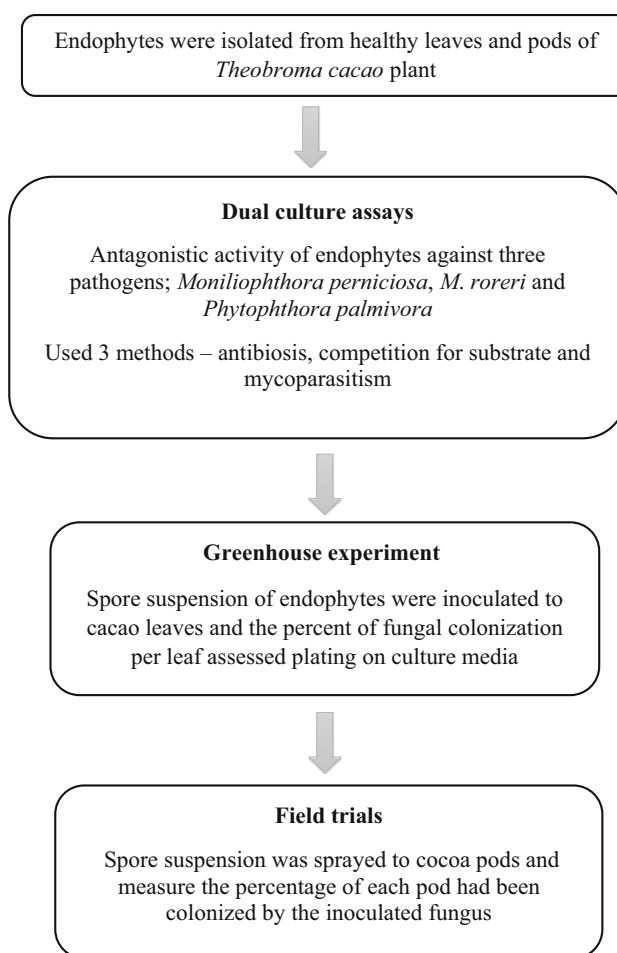 Endophytes were isolated from healthy leaves and pods of
Theobroma cacao plant
Dual culture assays
Antagonistic activity of endophytes against three
pathogens; Moniliophthora perniciosa, M. roreri and
Phytophthora palmivora
Used 3 methods – antibiosis, competition for substrate and
mycoparasitism
Greenhouse experiment
Spore suspension of endophytes were inoculated to
cacao leaves and the percent of fungal colonization
per leaf assessed plating on culture media
Field trials
Spore suspension was sprayed to cocoa pods and
measure the percentage of each pod had been
colonized by the inoculated fungus